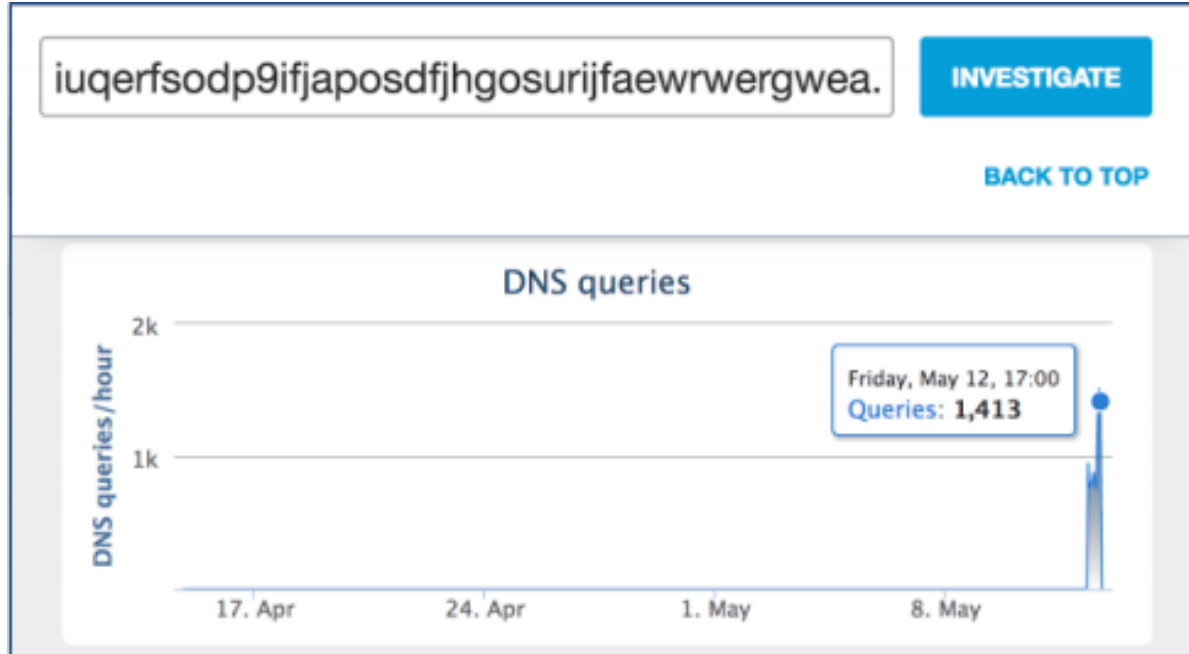 iuqerfsodp9ifjaposdfjhgosurijfaewrwergwea.
INVESTIGATE
BACK TO TOP
DNS queries
DNS queries/hour
2k
1k
Friday, May 12, 17:00
Queries: 1,413
17. Apr
24. Apr
1. May
8. May